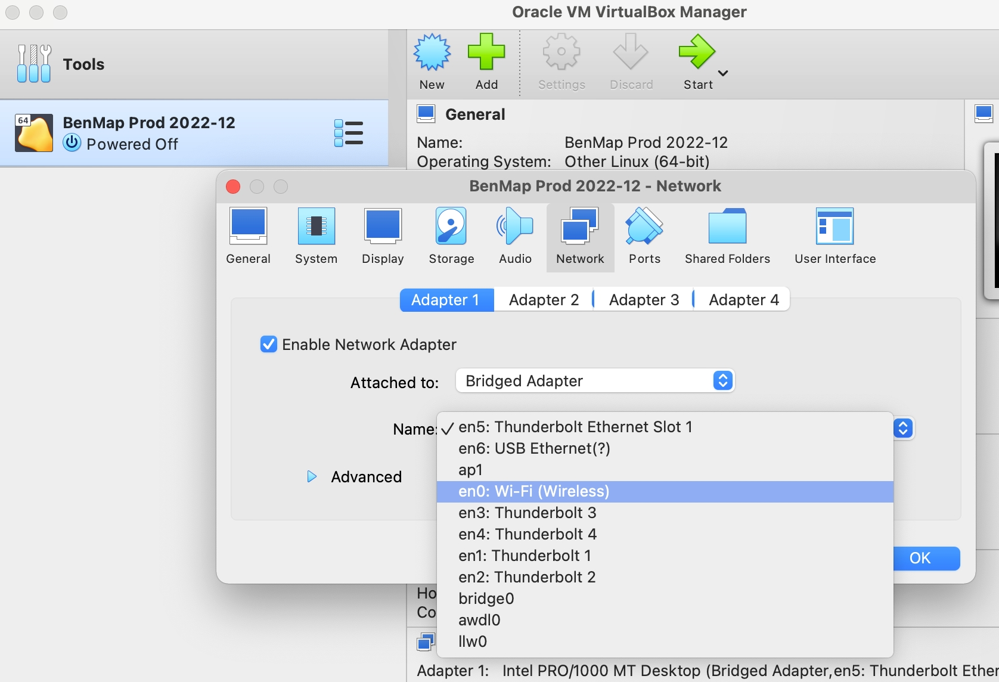 Oracle VM VirtualBox Manager
Tools
New
Add
Settings
Discard
Start
64
BenMap Prod 2022-12
Powered Off
General
Name: BenMap Prod 2022-12
Operating System: Other Linux (64-bit)
BenMap Prod 2022-12 - Network
General
System
Display
Storage
Audio
Network
Ports
Shared Folders
User Interface
Adapter 1
Adapter 2
Adapter 3
Adapter 4
Enable Network Adapter
Attached to: Bridged Adapter
Name:
en5: Thunderbolt Ethernet Slot 1
en6: USB Ethernet(?)
ap1
en0: Wi-Fi (Wireless)
en3: Thunderbolt 3
en4: Thunderbolt 4
en1: Thunderbolt 1
en2: Thunderbolt 2
bridge0
awdl0
llw0
Advanced
OK
Ho
Co
Adapter 1: Intel PRO/1000 MT Desktop (Bridged Adapter,en5: Thunderbolt Ether